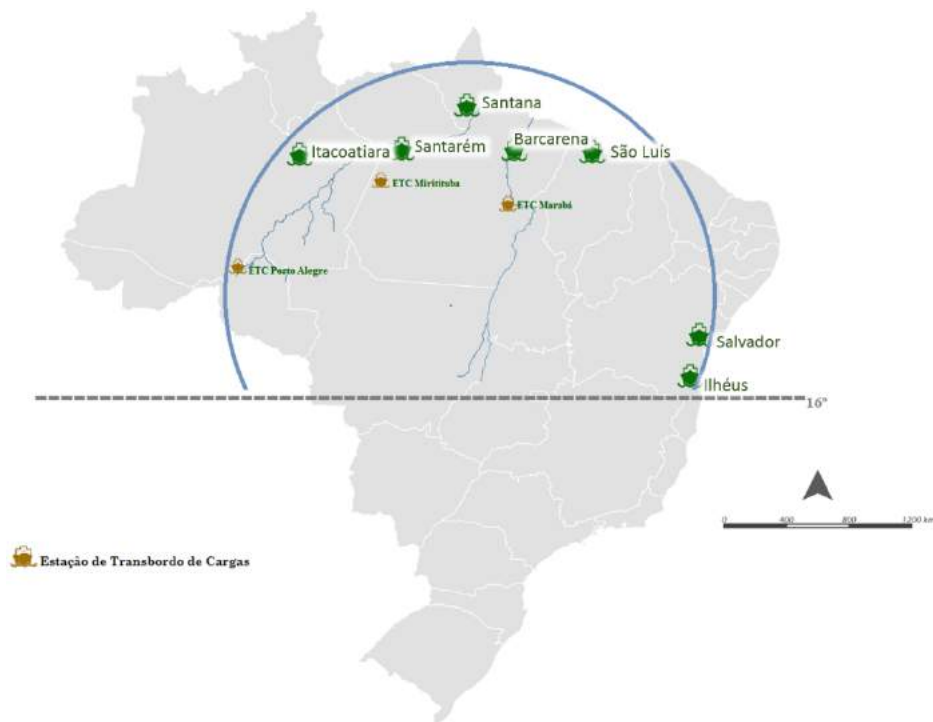 Santana
Itacoatiara
Santarém
Barcarena
São Luís
ETC Miritituba
ETC Marabá
ETC Porto Alegre
Salvador
Ilhéus
16°
0 400 800 1200 km
Estação de Transbordo de Cargas